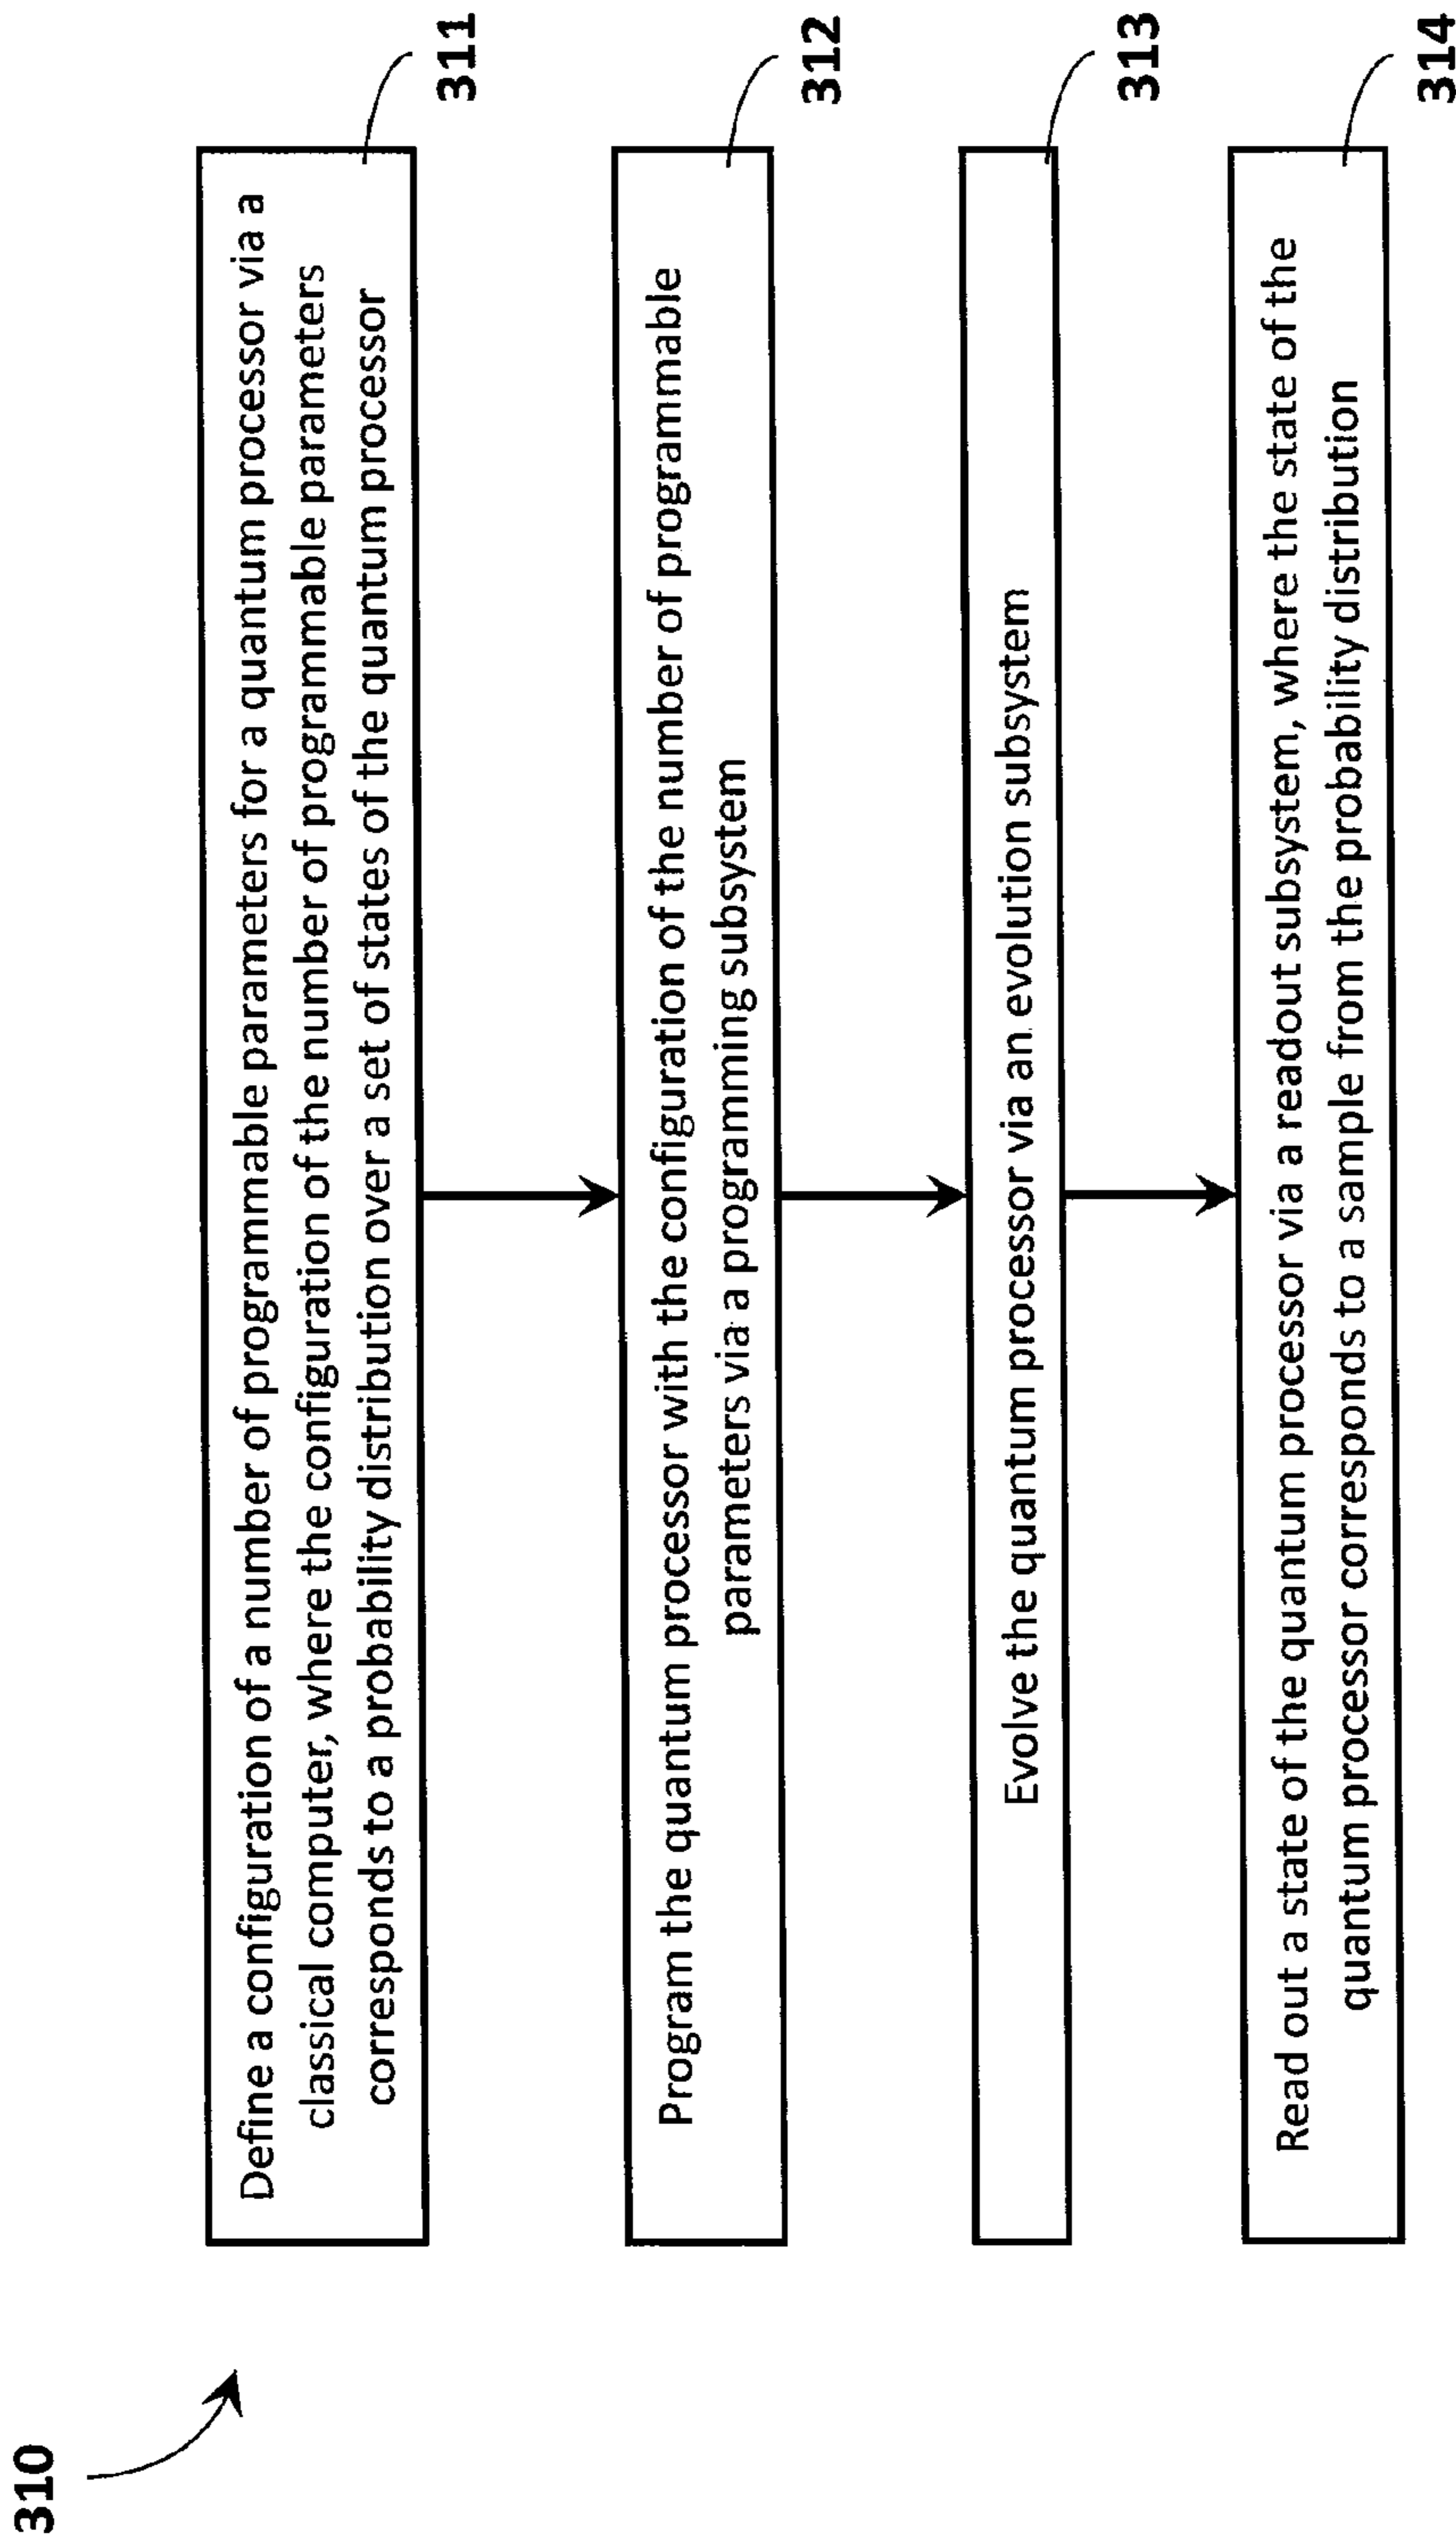 310
Define a configuration of a number of programmable parameters for a quantum processor via a
classical computer, where the configuration of the number of programmable parameters
corresponds to a probability distribution over a set of states of the quantum processor
311
Program the quantum processor with the configuration of the number of programmable
parameters via a programming subsystem
312
Evolve the quantum processor via an evolution subsystem
313
Read out a state of the quantum processor via a readout subsystem, where the state of the
quantum processor corresponds to a sample from the probability distribution
314